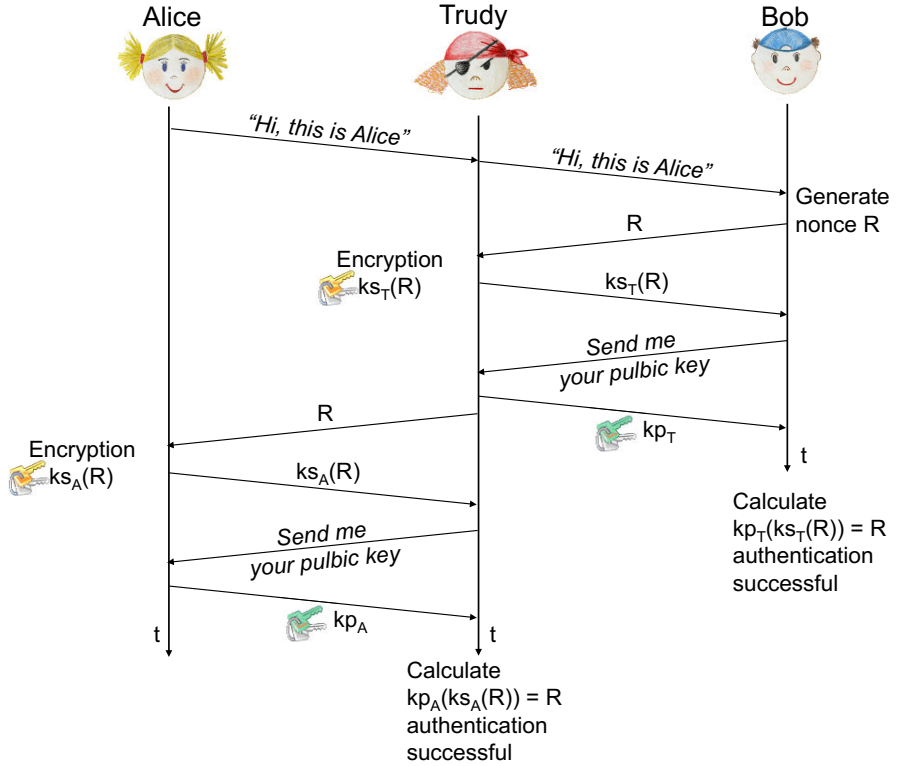 Alice
Trudy
Bob
“Hi, this is Alice”
“Hi, this is Alice”
Generate
nonce R
R
Encryption
ksT(R)
ksT(R)
Send me
your pulbic key
R
kpT
Encryption
ksA(R)
ksA(R)
t
Send me
your pulbic key
Calculate
kpT(ksT(R)) = R
authentication
successful
kpA
t
t
Calculate
kpA(ksA(R)) = R
authentication
successful